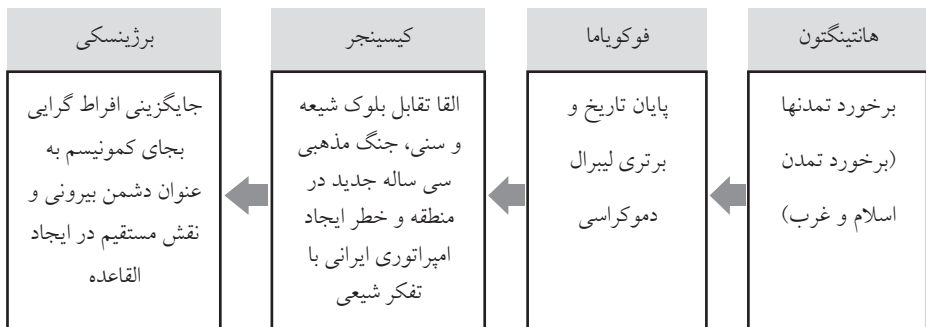 هانتینگتون
برخورد تمدنها
(برخورد تمدن
اسلام و غرب)
فوکویاما
پایان تاریخ و
برتری لیبرال
دموکراسی
کیسینجر
القا تقابل بلوک شیعه
و سنی، جنگ مذهبی
سی ساله جدید در
منطقه و خطر ایجاد
امپراتوری ایرانی با
تفکر شیعی
برژینسکی
جایگزینی افراط گرایی
بجای کمونیسم به
عنوان دشمن بیرونی و
نقش مستقیم در ایجاد
القاعده